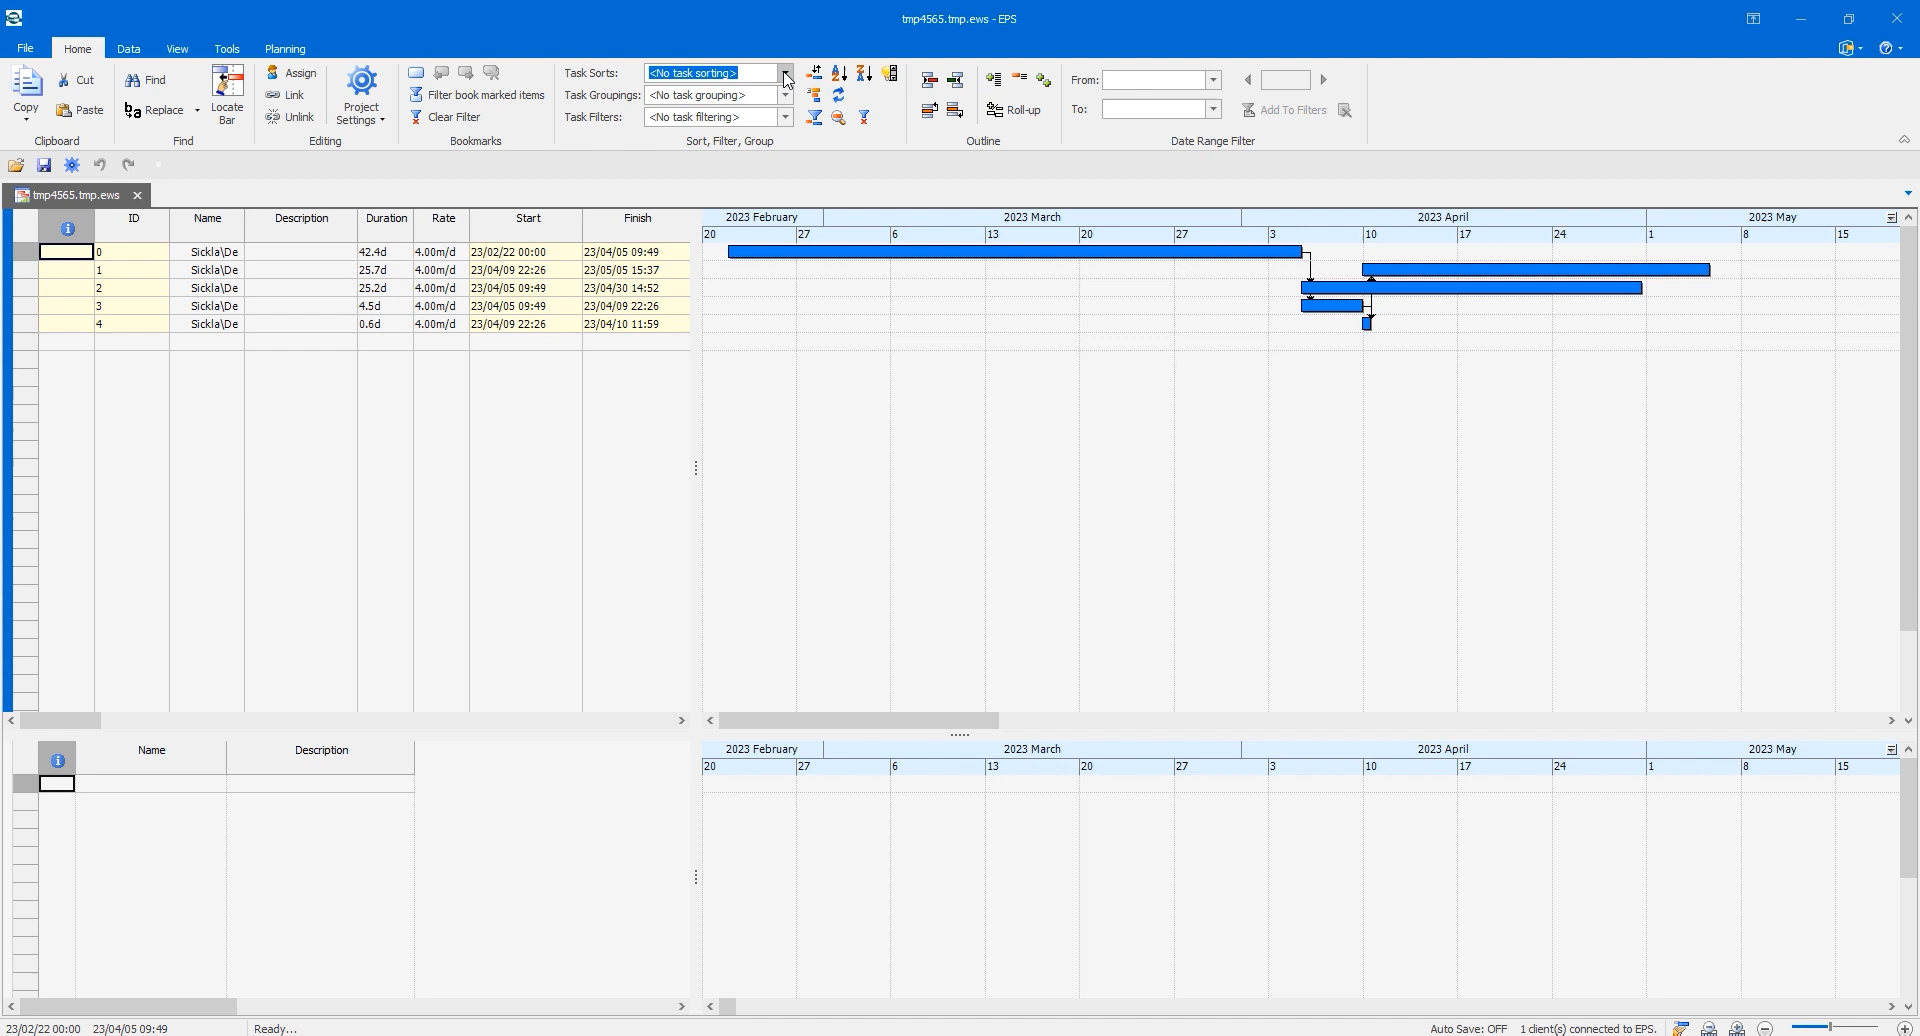 tmp4565.tmp.ews - EPS
File Home Data View Tools Planning
Copy Cut Paste Clipboard
Find Replace Locate Bar Find
Assign Link Unlink Project Settings Editing
Filter book marked items
Clear Filter
Bookmarks
Task Sorts: <No task sorting>
Task Groupings: <No task grouping>
Task Filters: <No task filtering>
Sort, Filter, Group
Roll-up
Outline
From:
To:
Add To Filters
Date Range Filter
tmp4565.tmp.ews
ID Name Description Duration Rate Start Finish
0 Sickla\De 42.4d 4.00m/d 23/02/22 00:00 23/04/05 09:49
1 Sickla\De 25.7d 4.00m/d 23/04/09 22:26 23/05/05 15:37
2 Sickla\De 25.2d 4.00m/d 23/04/05 09:49 23/04/30 14:52
3 Sickla\De 4.5d 4.00m/d 23/04/05 09:49 23/04/09 22:26
4 Sickla\De 0.6d 4.00m/d 23/04/09 22:26 23/04/10 11:59
2023 February 2023 March 2023 April 2023 May
20 27 6 13 20 27 3 10 17 24 1 8 15
Name Description
2023 February 2023 March 2023 April 2023 May
20 27 6 13 20 27 3 10 17 24 1 8 15
23/02/22 00:00 23/04/05 09:49 Ready... Auto Save: OFF 1 client(s) connected to EPS.